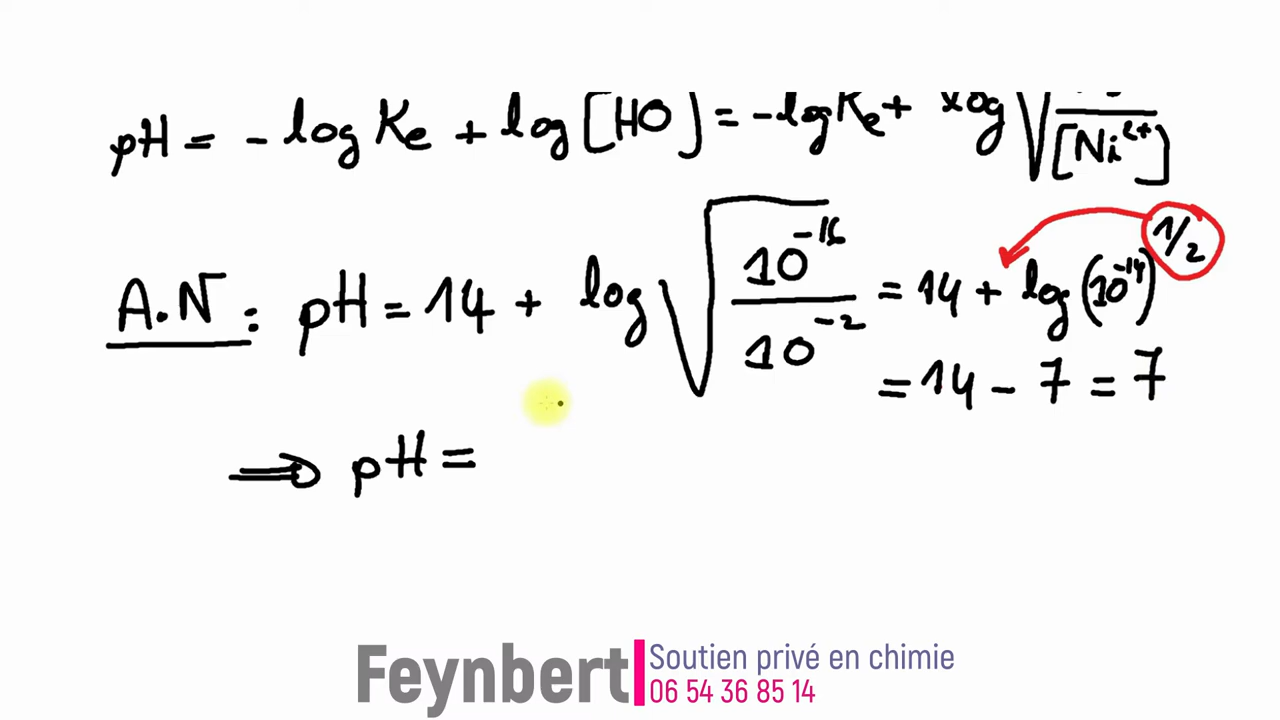 pH = - log Ke + log [HO] = - log Ke + log √ [Ni²⁺]
A.N : pH = 14 + log √ 10⁻¹⁶ / 10⁻² = 14 + log (10⁻¹⁴)^1/2
= 14 - 7 = 7
⟹ pH =
Feynbert
Soutien privé en chimie
06 54 36 85 14